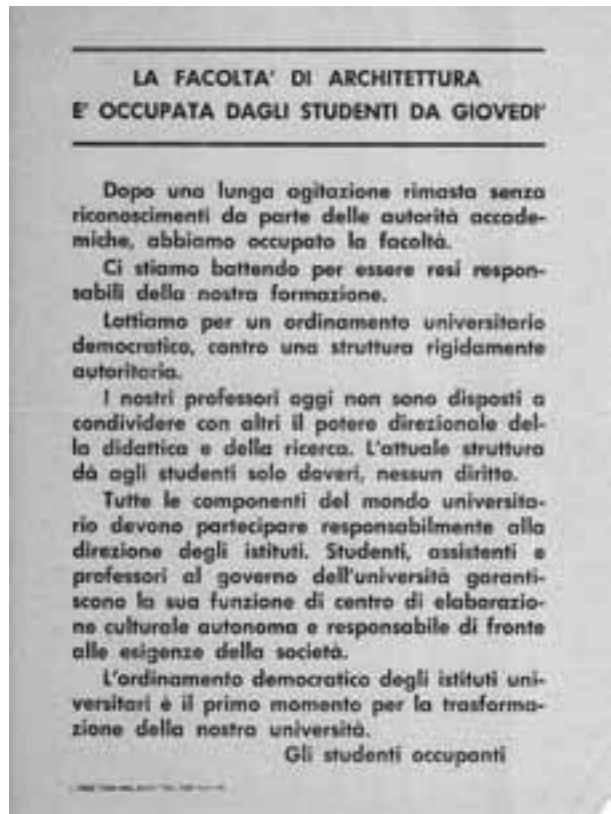 LA FACOLTA' DI ARCHITETTURA
E' OCCUPATA DAGLI STUDENTI DA GIOVEDI'
Dopo una lunga agitazione rimasta senza
riconoscimenti da parte delle autorità accade-
miche, abbiamo occupato la facoltà.
Ci stiamo battendo per essere resi respon-
sabili della nostra formazione.
Lottiamo per un ordinamento universitario
democratico, contro una struttura rigidamente
autoritaria.
I nostri professori oggi non sono disposti a
condividere con altri il potere direzionale del-
la didattica e della ricerca. L'attuale struttura
dà agli studenti solo doveri, nessun diritto.
Tutte le componenti del mondo universita-
rio devono partecipare responsabilmente alla
direzione degli istituti. Studenti, assistenti e
professori al governo dell'università garanti-
scono la sua funzione di centro di elaborazio-
ne culturale autonoma e responsabile di fronte
alle esigenze della società.
L'ordinamento democratico degli istituti uni-
versitari è il primo momento per la trasforma-
zione della nostra università.
Gli studenti occupanti